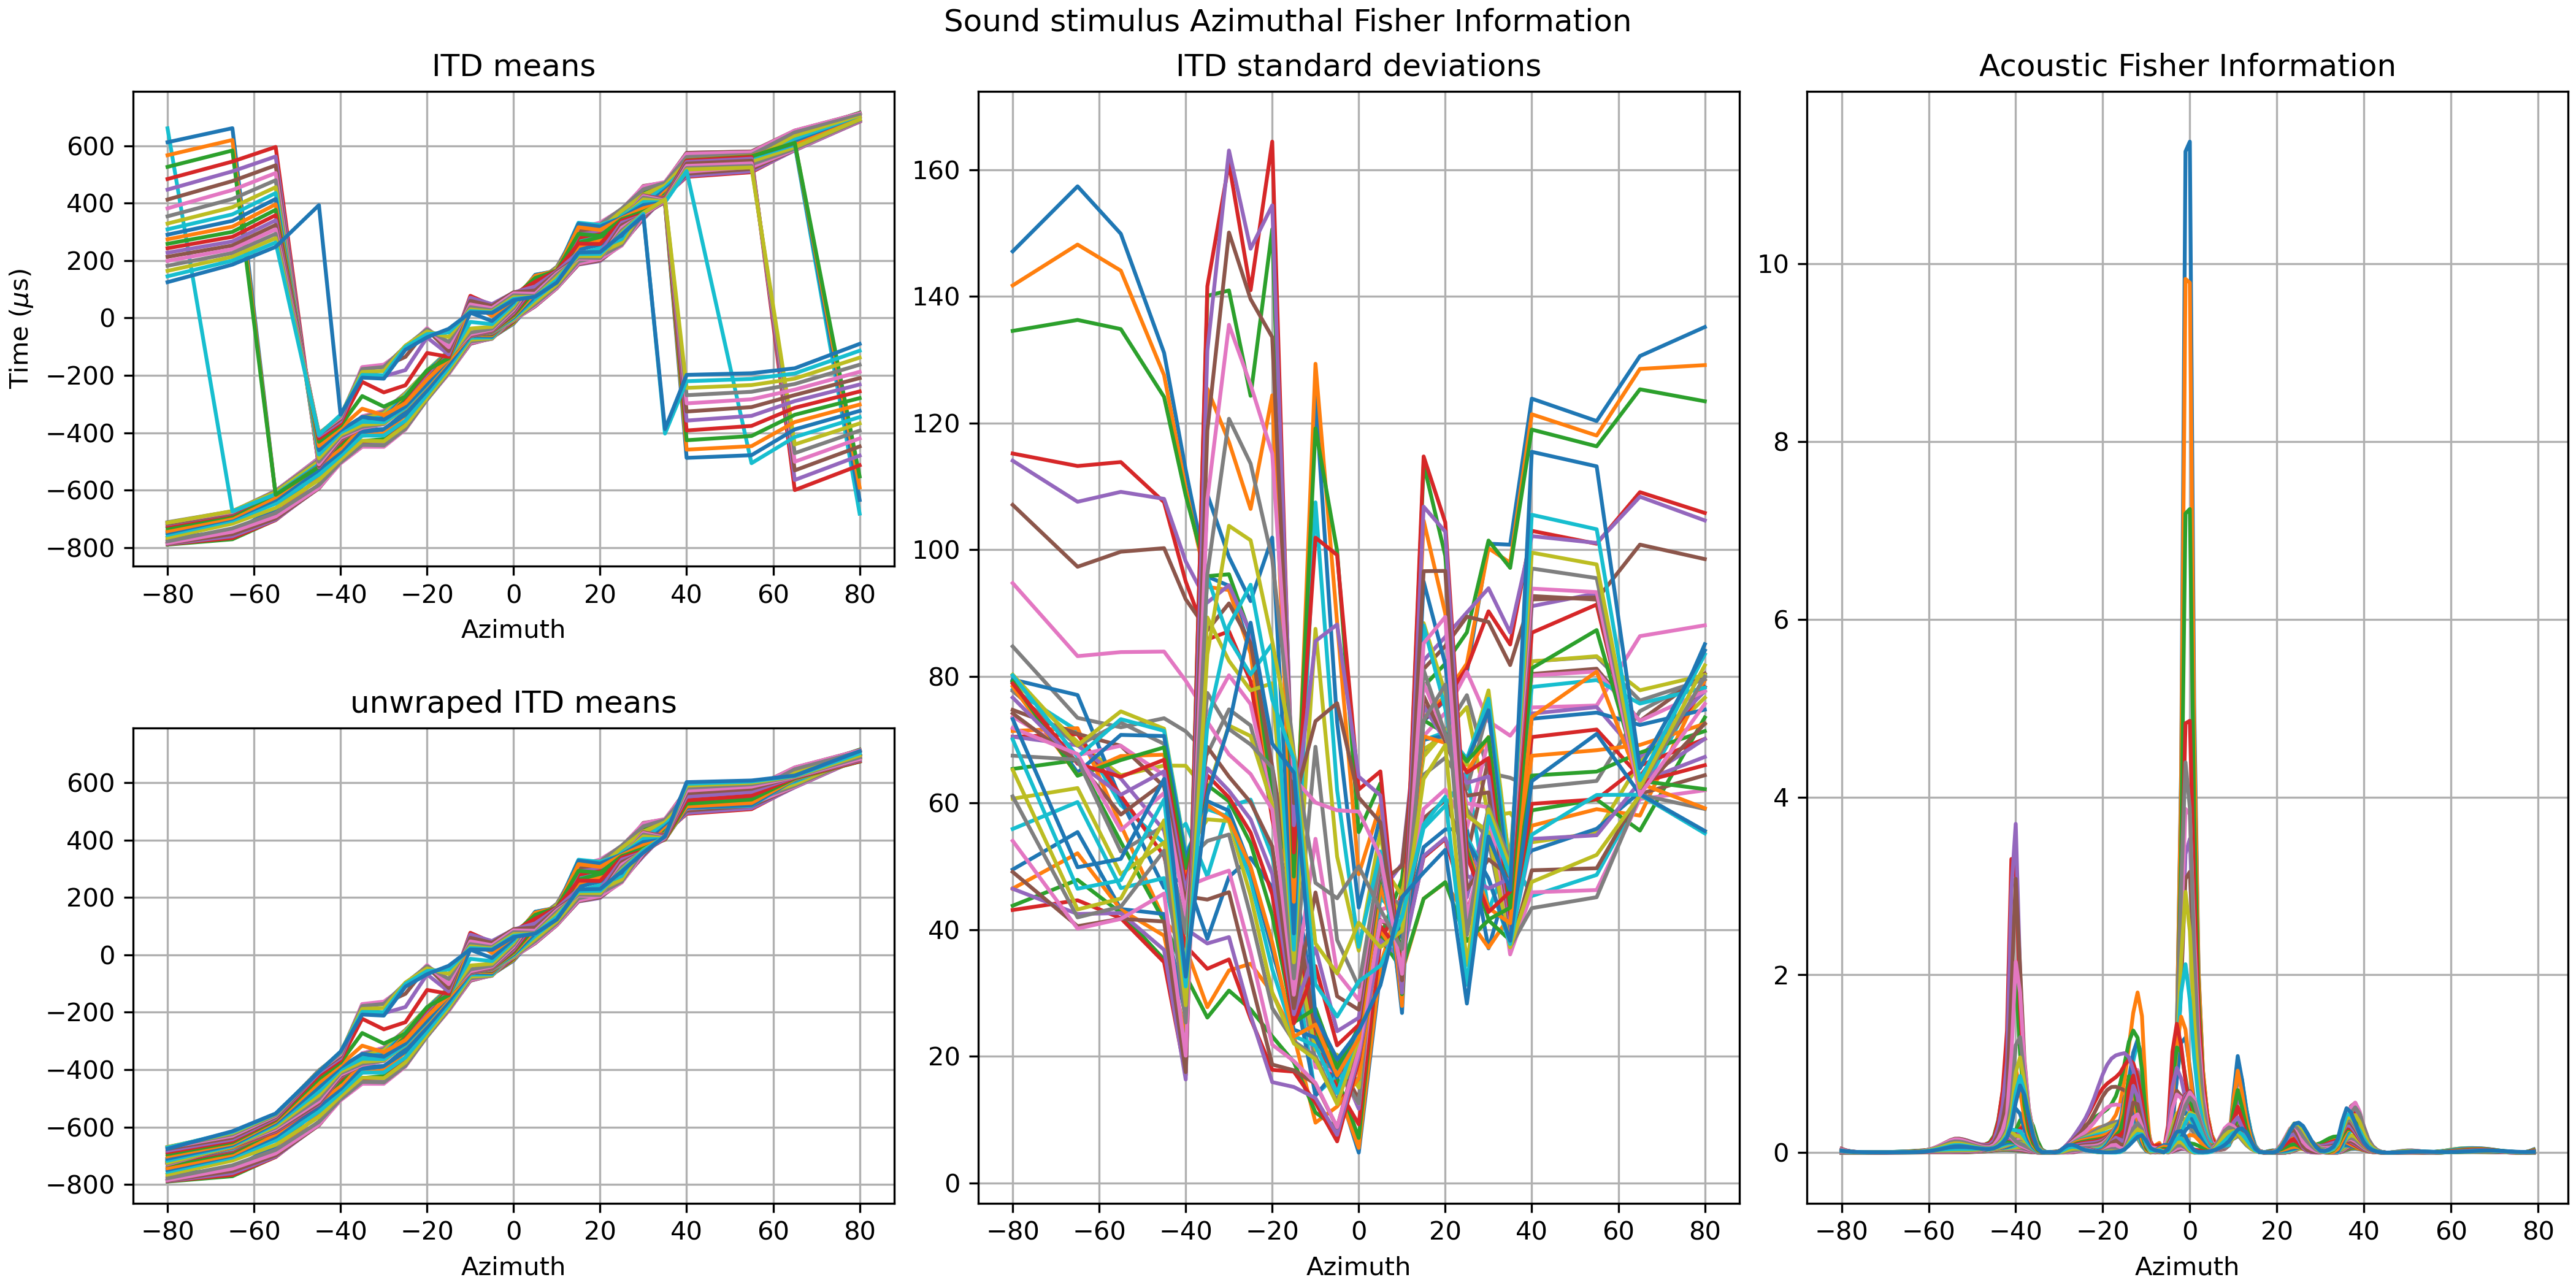 Sound stimulus Azimuthal Fisher Information
ITD means
600
400
200
0
−200
−400
−600
−800
Time (μs)
−80 −60 −40 −20 0 20 40 60 80
Azimuth
unwraped ITD means
600
400
200
0
−200
−400
−600
−800
−80 −60 −40 −20 0 20 40 60 80
Azimuth
ITD standard deviations
160
140
120
100
80
60
40
20
0
−80 −60 −40 −20 0 20 40 60 80
Azimuth
Acoustic Fisher Information
10
8
6
4
2
0
−80 −60 −40 −20 0 20 40 60 80
Azimuth